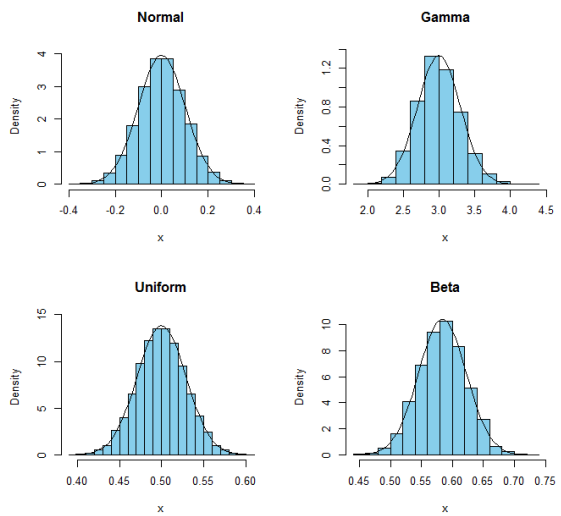 Normal
Density
0 1 2 3 4
-0.4 -0.2 0.0 0.2 0.4
x
Gamma
Density
0.0 0.4 0.8 1.2
2.0 2.5 3.0 3.5 4.0 4.5
x
Uniform
Density
0 5 10 15
0.40 0.45 0.50 0.55 0.60
x
Beta
Density
0 2 4 6 8 10
0.45 0.50 0.55 0.60 0.65 0.70 0.75
x